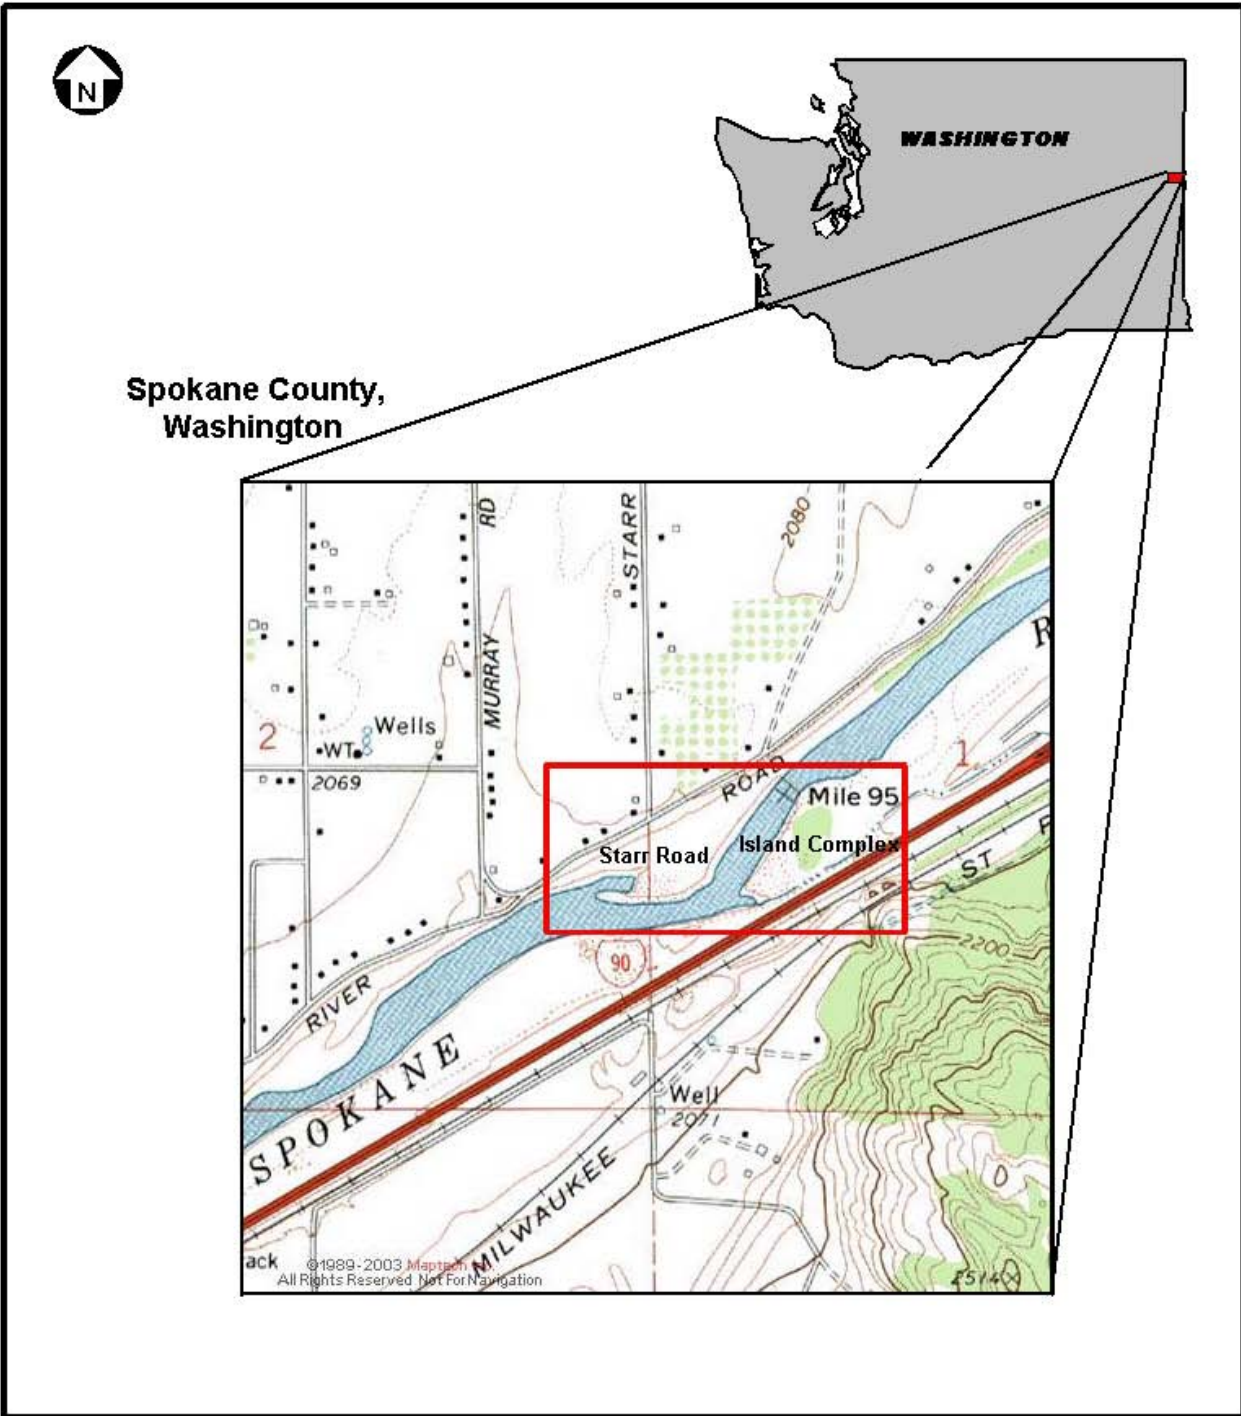 N
WASHINGTON
Spokane County,
Washington
RD
STARR
2080
MURRAY
R
2
Wells
WT
2069
1
ROAD
Mile 95
Island Complex
Starr Road
ST
P
2200
90
RIVER
SPOKANE
Well
2071
MILWAUKEE
ack
©1989-2003 Maptech
All Rights Reserved Not For Navigation
2514